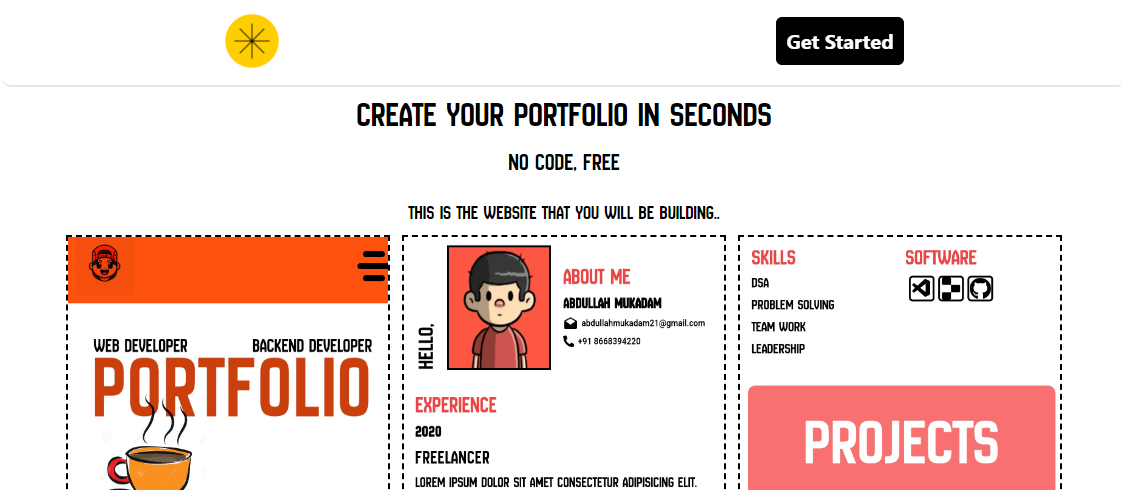 Get Started
CREATE YOUR PORTFOLIO IN SECONDS
NO CODE, FREE
THIS IS THE WEBSITE THAT YOU WILL BE BUILDING..
WEB DEVELOPER BACKEND DEVELOPER
PORTFOLIO
HELLO,
ABOUT ME
ABDULLAH MUKADAM
abdullahmukadam21@gmail.com
+91 8668394220
EXPERIENCE
2020
FREELANCER
LOREM IPSUM DOLOR SIT AMET CONSECTETUR ADIPISICING ELIT.
SKILLS
DSA
PROBLEM SOLVING
TEAM WORK
LEADERSHIP
SOFTWARE
PROJECTS